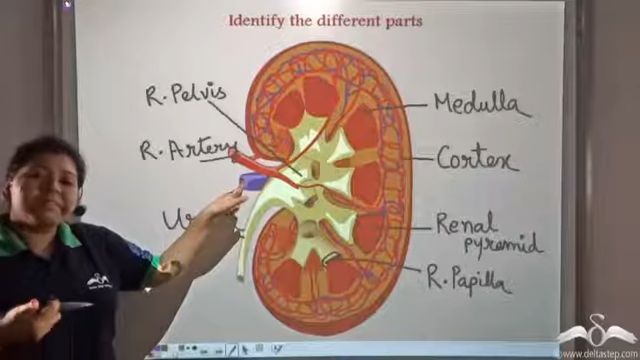 Identify the different parts
R. Pelvis
R. Artery
Medulla
Cortex
Renal
pyramid
R. Papilla
www.deltastep.com